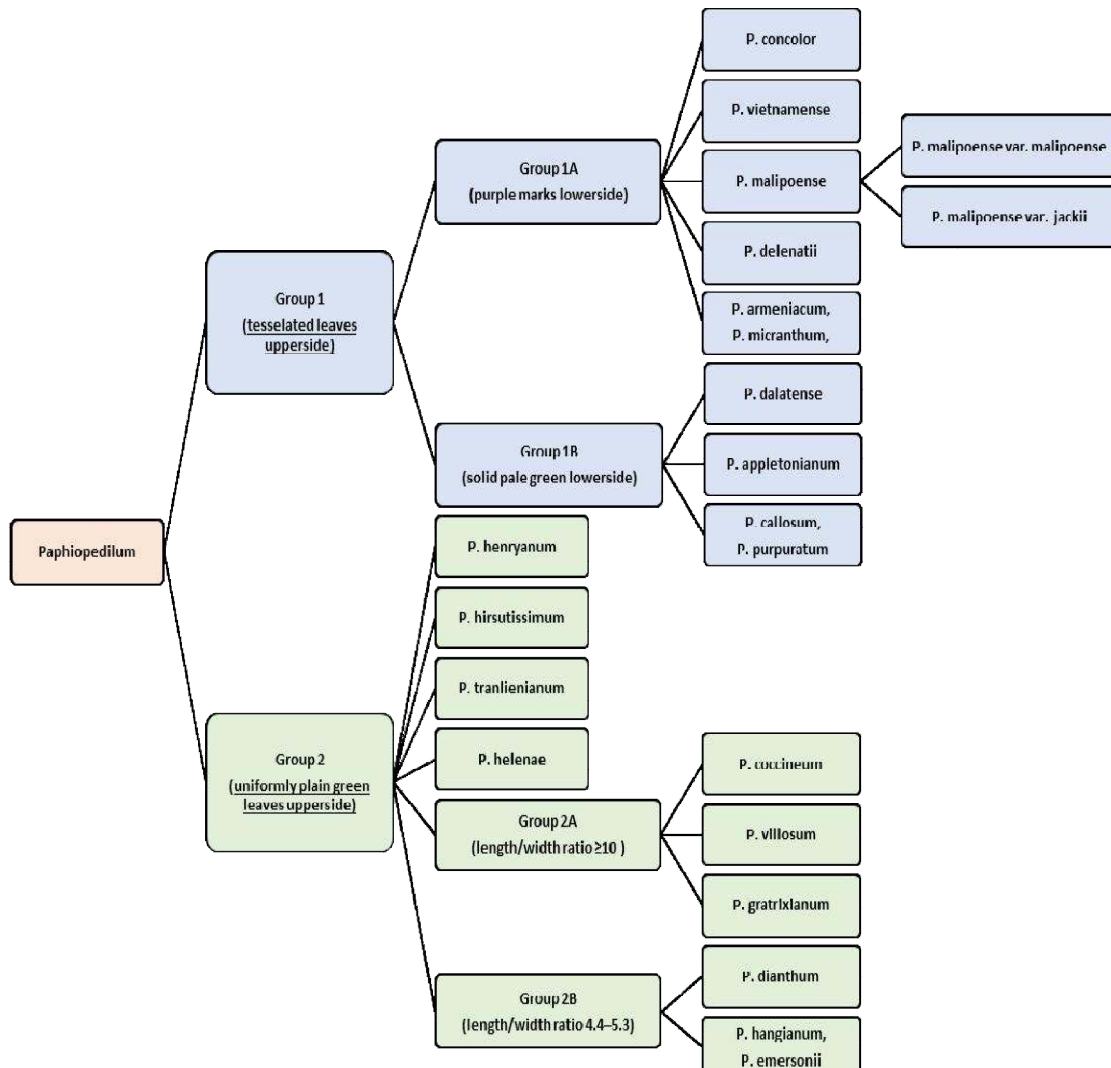 Paphiopedilum
Group 1
(tesselated leaves
upperside)
Group 1A
(purple marks lowerside)
P. concolor
P. vietnamense
P. malipoense
P. malipoense var. malipoense
P. malipoense var. jackii
P. delenatii
P. armeniacum,
P. micranthum,
Group 1B
(solid pale green lowerside)
P. dalatense
P. appletonianum
P. callosum,
P. purpuratum
Group 2
(uniformly plain green
leaves upperside)
P. henryanum
P. hirsutissimum
P. tranlienianum
P. helenae
Group 2A
(length/width ratio ≥10 )
P. coccineum
P. villosum
P. gratrixianum
Group 2B
(length/width ratio 4.4–5.3)
P. dianthum
P. hangianum,
P. emersonii